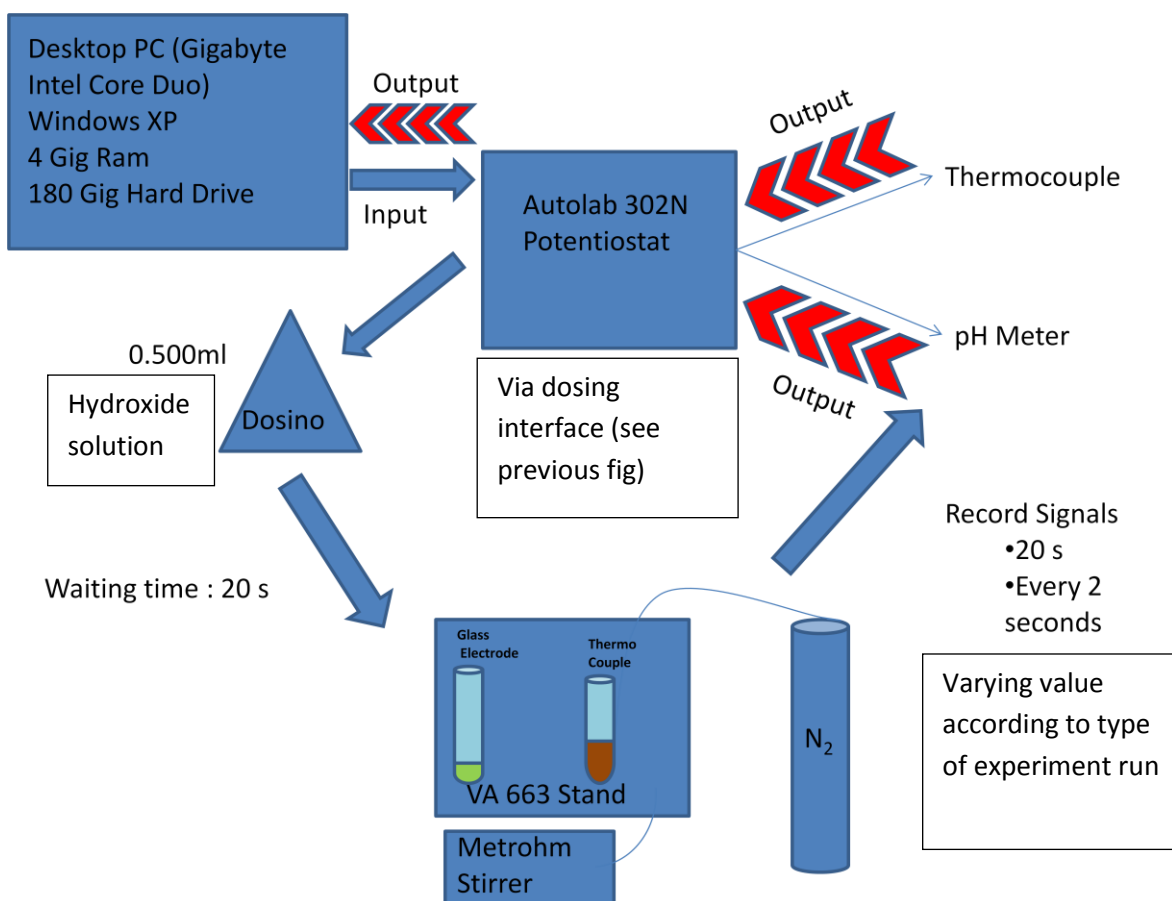 Desktop PC (Gigabyte
Intel Core Duo)
Windows XP
4 Gig Ram
180 Gig Hard Drive
Output
Input
Autolab 302N
Potentiostat
Output
Thermocouple
pH Meter
Output
Via dosing
interface (see
previous fig)
0.500ml
Hydroxide
solution
Dosino
Waiting time : 20 s
Record Signals
•20 s
•Every 2
seconds
Varying value
according to type
of experiment run
Glass
Electrode
Thermo
Couple
VA 663 Stand
N2
Metrohm
Stirrer